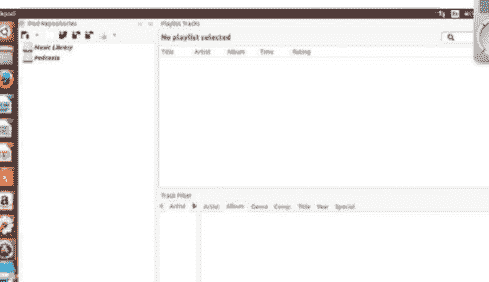 iPod Repositories
Playlist Tracks
Music Library
Podcasts
No playlist selected
Title Artist Album Time Rating
Track Filter
Artist Artist Album Genre Comp. Title Year Special
a